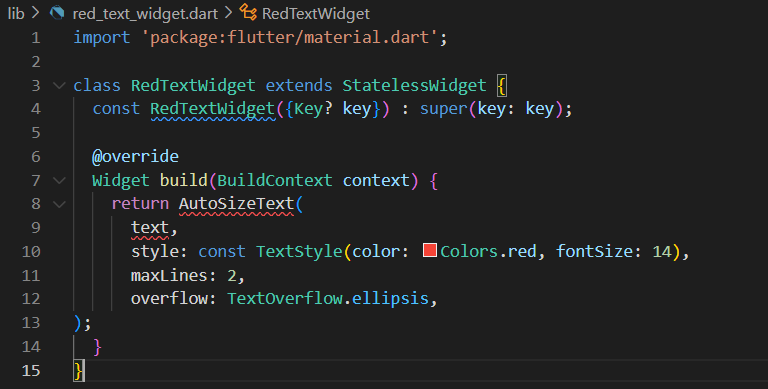 lib > red_text_widget.dart > RedTextWidget
1 import 'package:flutter/material.dart';
2
3 class RedTextWidget extends StatelessWidget {
4   const RedTextWidget({Key? key}) : super(key: key);
5
6   @override
7   Widget build(BuildContext context) {
8     return AutoSizeText(
9       text,
10       style: const TextStyle(color: Colors.red, fontSize: 14),
11       maxLines: 2,
12       overflow: TextOverflow.ellipsis,
13 );
14   }
15 }